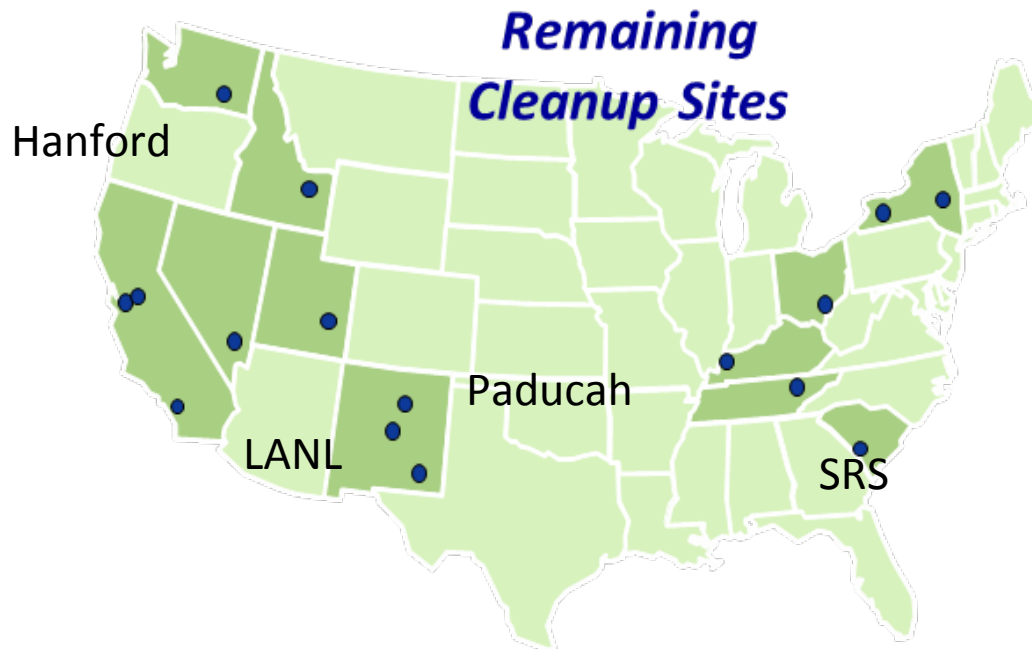 Remaining
Cleanup Sites
Hanford
Paducah
LANL
SRS